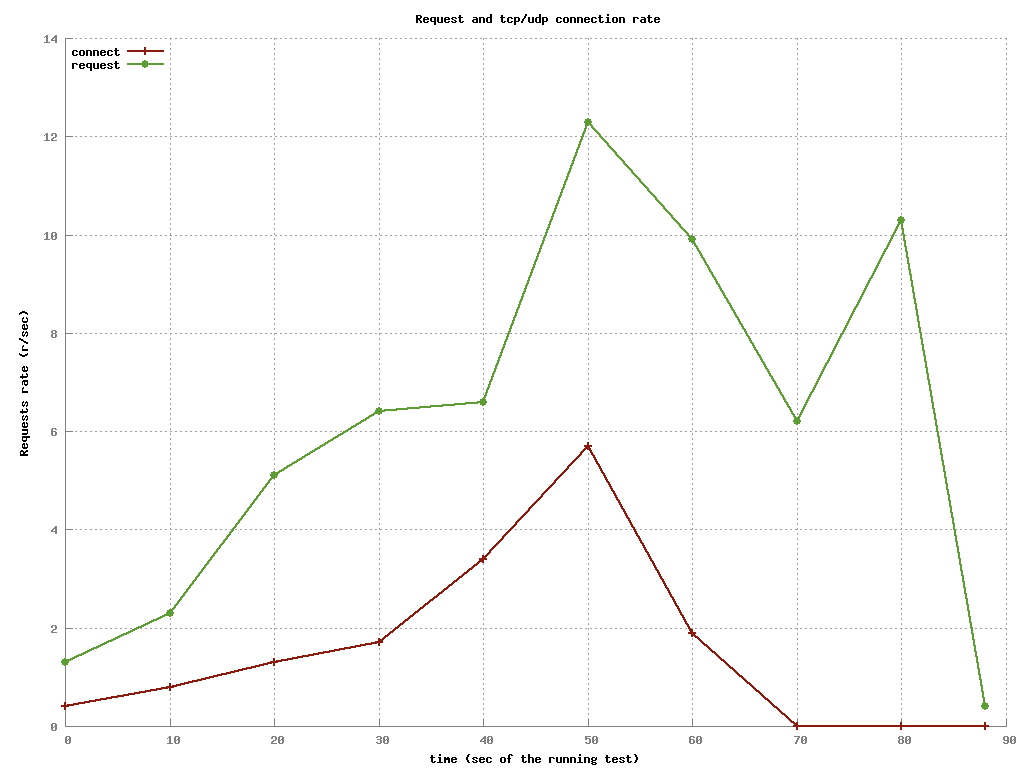 Request and tcp/udp connection rate
14
connect
request
12
10
8
6
4
2
0
Requests rate (r/sec)
0 10 20 30 40 50 60 70 80 90
time (sec of the running test)